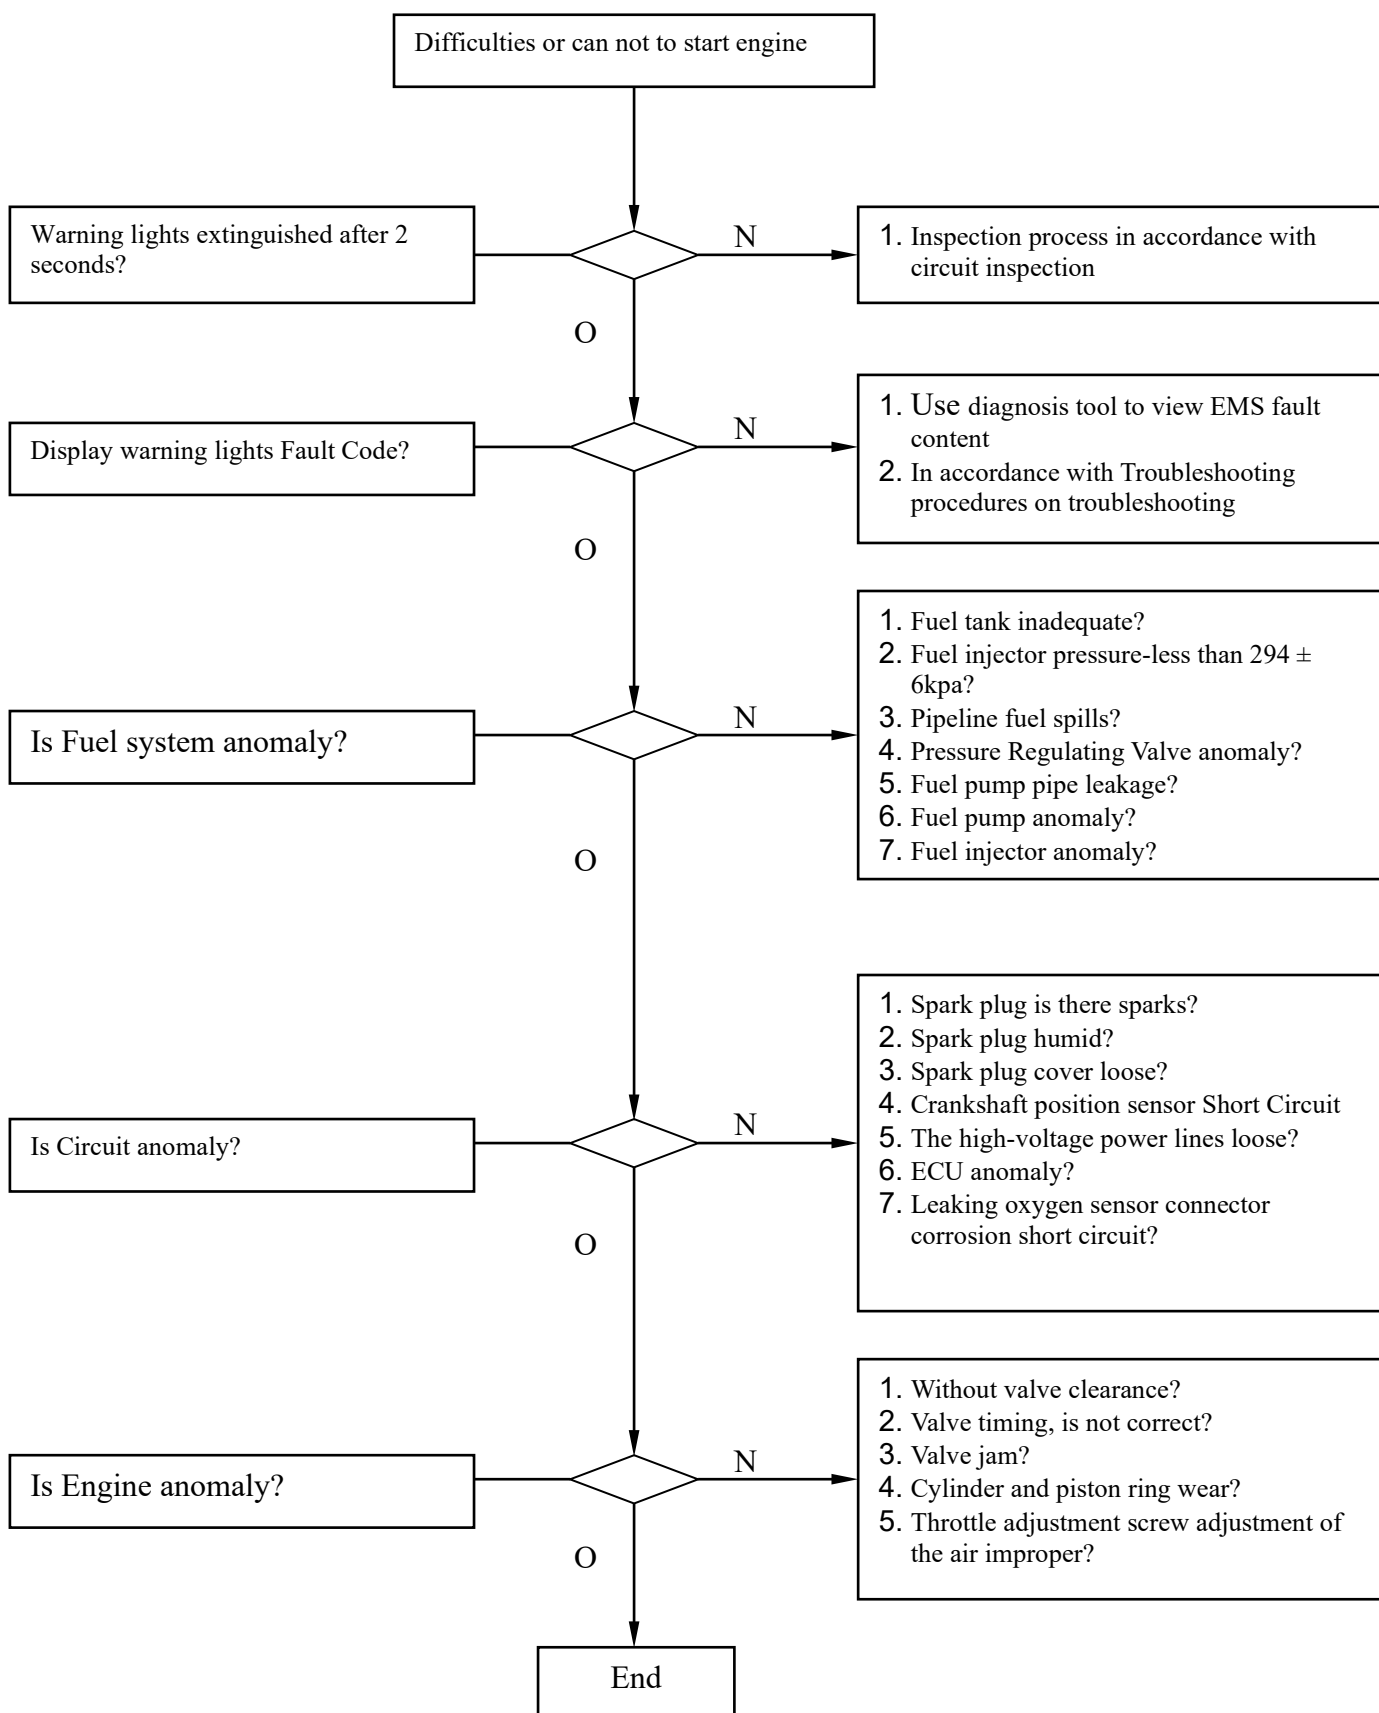 Difficulties or can not to start engine
Warning lights extinguished after 2
seconds?
N
1. Inspection process in accordance with
circuit inspection
O
Display warning lights Fault Code?
N
1. Use diagnosis tool to view EMS fault
content
2. In accordance with Troubleshooting
procedures on troubleshooting
O
Is Fuel system anomaly?
N
1. Fuel tank inadequate?
2. Fuel injector pressure-less than 294 ±
6kpa?
3. Pipeline fuel spills?
4. Pressure Regulating Valve anomaly?
5. Fuel pump pipe leakage?
6. Fuel pump anomaly?
7. Fuel injector anomaly?
O
Is Circuit anomaly?
N
1. Spark plug is there sparks?
2. Spark plug humid?
3. Spark plug cover loose?
4. Crankshaft position sensor Short Circuit
5. The high-voltage power lines loose?
6. ECU anomaly?
7. Leaking oxygen sensor connector
corrosion short circuit?
O
Is Engine anomaly?
N
1. Without valve clearance?
2. Valve timing, is not correct?
3. Valve jam?
4. Cylinder and piston ring wear?
5. Throttle adjustment screw adjustment of
the air improper?
O
End